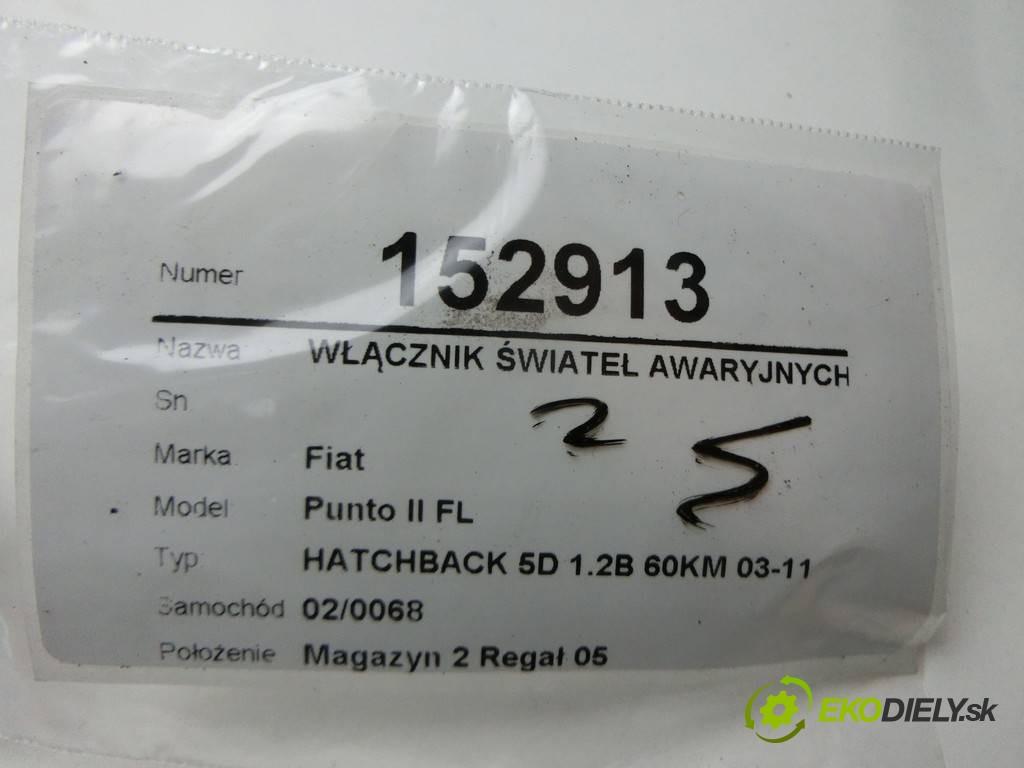 Numer 152913
Nazwa WŁĄCZNIK ŚWIATEŁ AWARYJNYCH
Sn
2 5
Marka Fiat
Model Punto II FL
Typ HATCHBACK 5D 1.2B 60KM 03-11
Samochód 02/0068
Położenie Magazyn 2 Regał 05
EKODIELY.sk